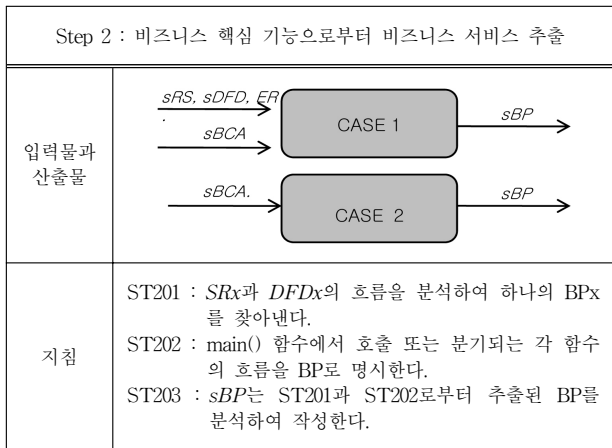 Step 2 : 비즈니스 핵심 기능으로부터 비즈니스 서비스 추출
입력물과
산출물
sRS, sDFD, ER
.
sBCA
CASE 1
sBP
sBCA.
CASE 2
sBP
지침
ST201 : SRx과 DFDx의 흐름을 분석하여 하나의 BPx
를 찾아낸다.
ST202 : main() 함수에서 호출 또는 분기되는 각 함수
의 흐름을 BP로 명시한다.
ST203 : sBP는 ST201과 ST202로부터 추출된 BP를
분석하여 작성한다.